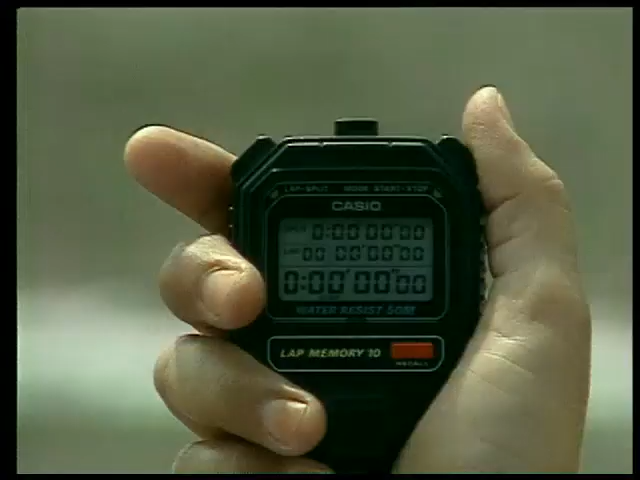 LAP-SPLIT MODE START-STOP
CASIO
0:00'00"00
00 00'00"00
0:00'00"00
WATER RESIST 50M
LAP MEMORY 10
RECALL